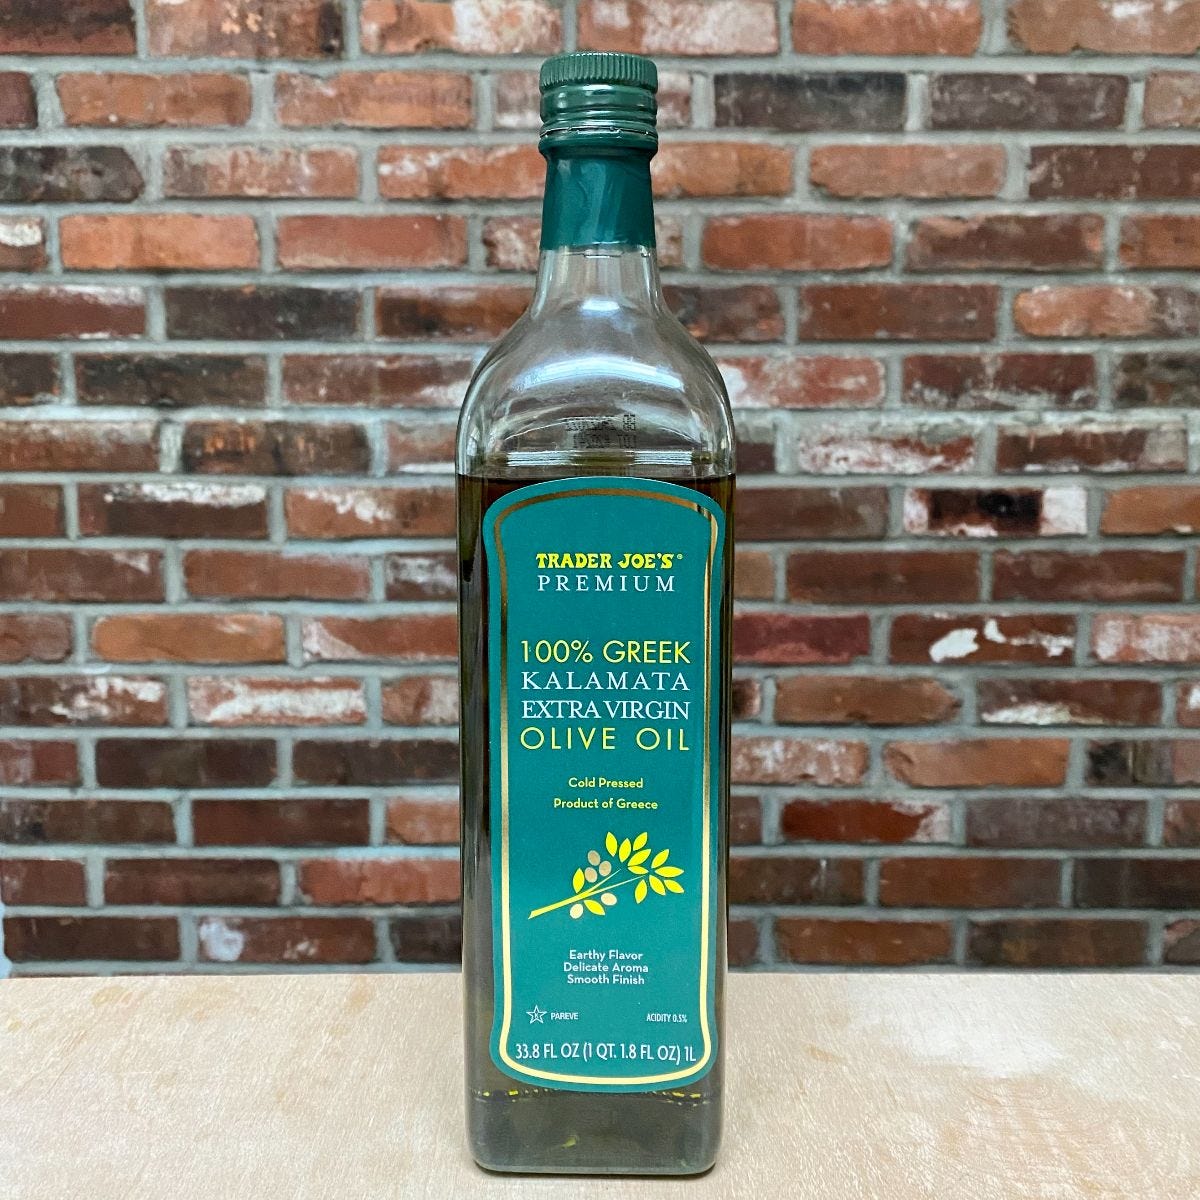 TRADER JOE'S®
PREMIUM
100% GREEK
KALAMATA
EXTRA VIRGIN
OLIVE OIL
Cold Pressed
Product of Greece
Earthy Flavor
Delicate Aroma
Smooth Finish
K PAREVE
ACIDITY 0.5%
33.8 FL OZ (1 QT. 1.8 FL OZ) 1L